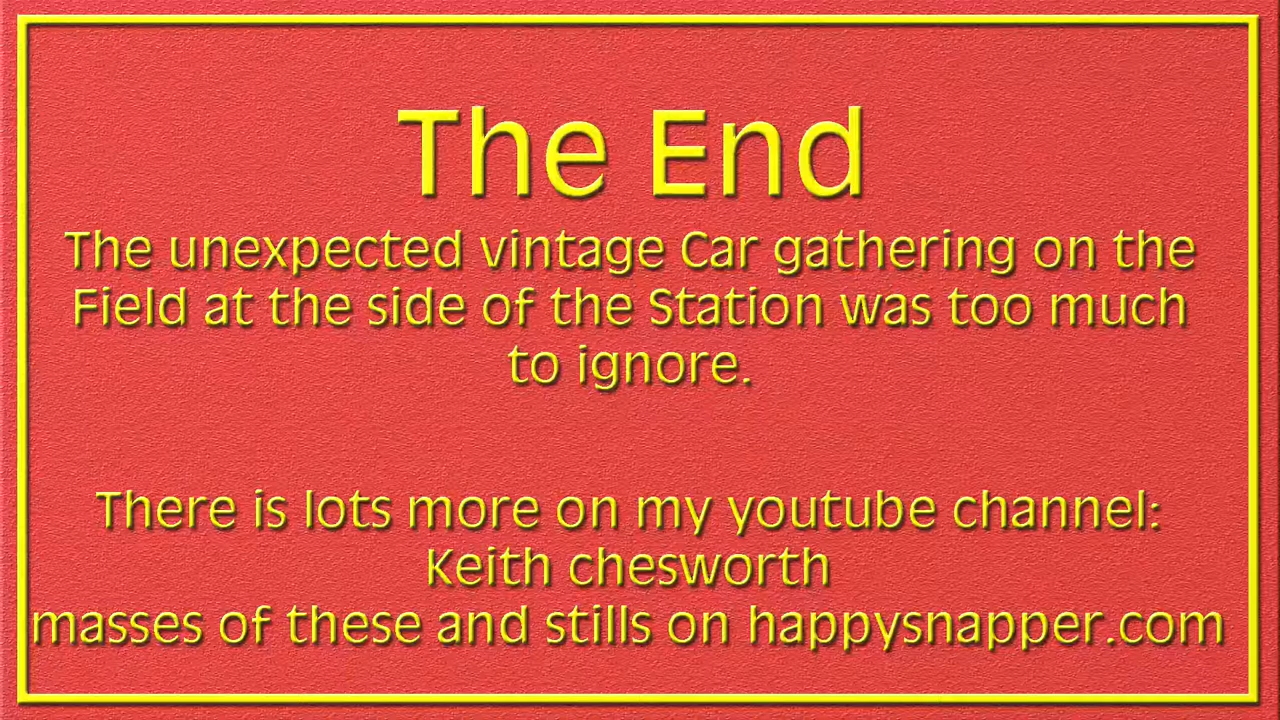 The End
The unexpected vintage Car gathering on the
Field at the side of the Station was too much
to ignore.
There is lots more on my youtube channel:
Keith chesworth
masses of these and stills on happysnapper.com